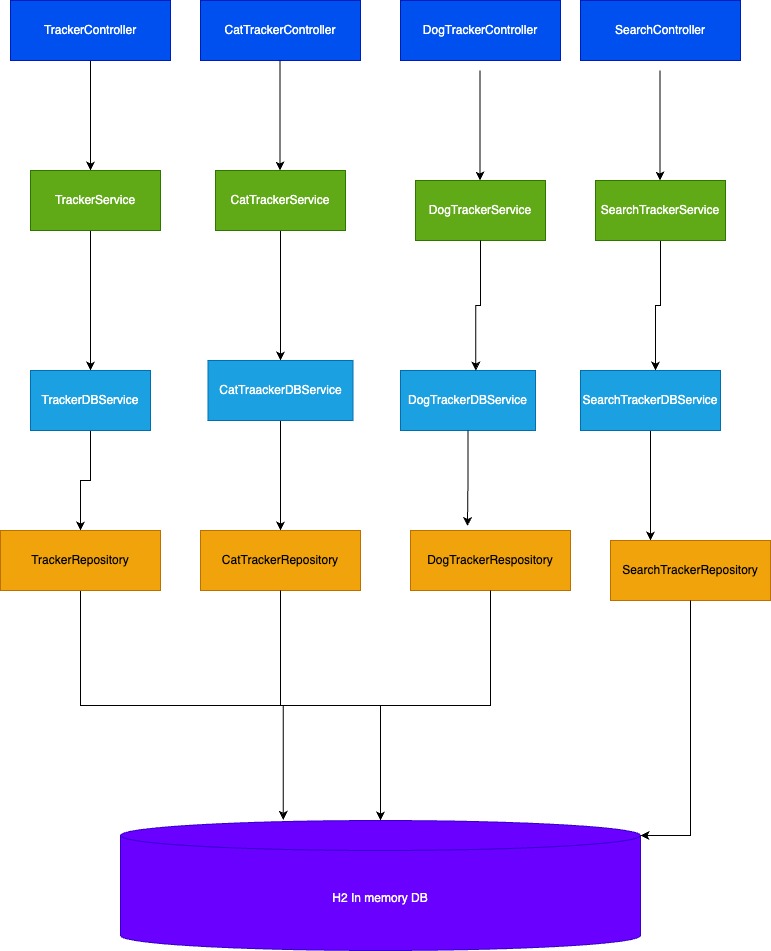 TrackerController
CatTrackerController
DogTrackerController
SearchController
TrackerService
CatTrackerService
DogTrackerService
SearchTrackerService
TrackerDBService
CatTraackerDBService
DogTrackerDBService
SearchTrackerDBService
TrackerRepository
CatTrackerRepository
DogTrackerRespository
SearchTrackerRepository
H2 In memory DB